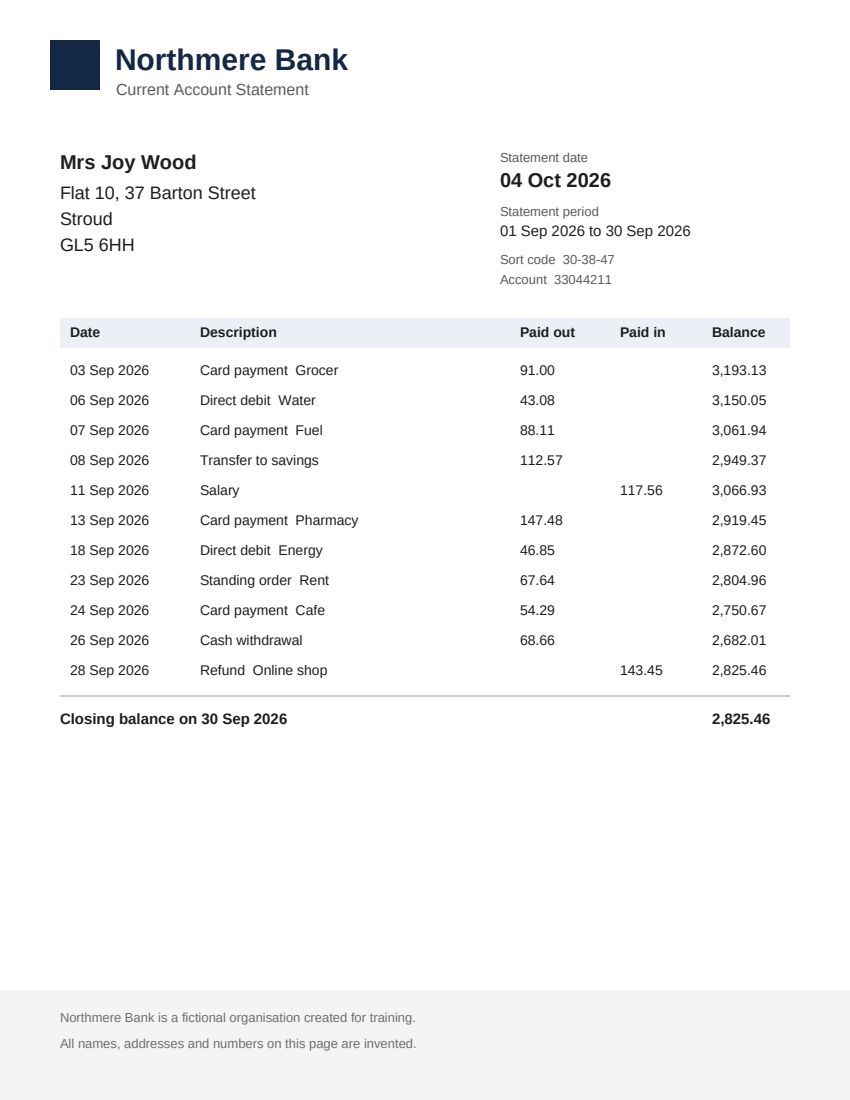 Northmere Bank
Current Account Statement
Mrs Joy Wood
Flat 10, 37 Barton Street
Stroud
GL5 6HH
Statement date
04 Oct 2026
Statement period
01 Sep 2026 to 30 Sep 2026
Sort code  30-38-47
Account  33044211
Date Description Paid out Paid in Balance
03 Sep 2026 Card payment  Grocer 91.00 3,193.13
06 Sep 2026 Direct debit  Water 43.08 3,150.05
07 Sep 2026 Card payment  Fuel 88.11 3,061.94
08 Sep 2026 Transfer to savings 112.57 2,949.37
11 Sep 2026 Salary 117.56 3,066.93
13 Sep 2026 Card payment  Pharmacy 147.48 2,919.45
18 Sep 2026 Direct debit  Energy 46.85 2,872.60
23 Sep 2026 Standing order  Rent 67.64 2,804.96
24 Sep 2026 Card payment  Cafe 54.29 2,750.67
26 Sep 2026 Cash withdrawal 68.66 2,682.01
28 Sep 2026 Refund  Online shop 143.45 2,825.46
Closing balance on 30 Sep 2026 2,825.46
Northmere Bank is a fictional organisation created for training.
All names, addresses and numbers on this page are invented.